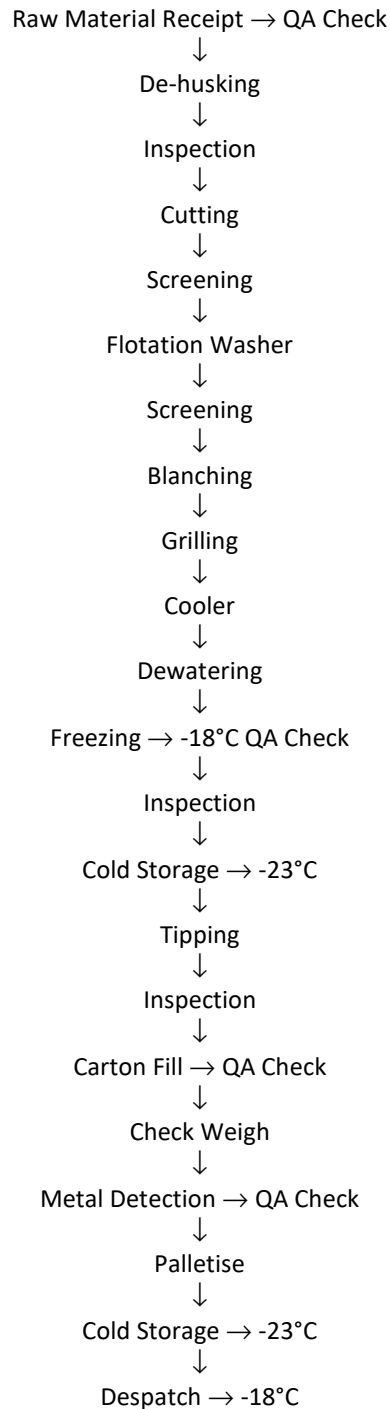 Raw Material Receipt → QA Check
↓
De-husking
↓
Inspection
↓
Cutting
↓
Screening
↓
Flotation Washer
↓
Screening
↓
Blanching
↓
Grilling
↓
Cooler
↓
Dewatering
↓
Freezing → -18°C QA Check
↓
Inspection
↓
Cold Storage → -23°C
↓
Tipping
↓
Inspection
↓
Carton Fill → QA Check
↓
Check Weigh
↓
Metal Detection → QA Check
↓
Palletise
↓
Cold Storage → -23°C
↓
Despatch → -18°C